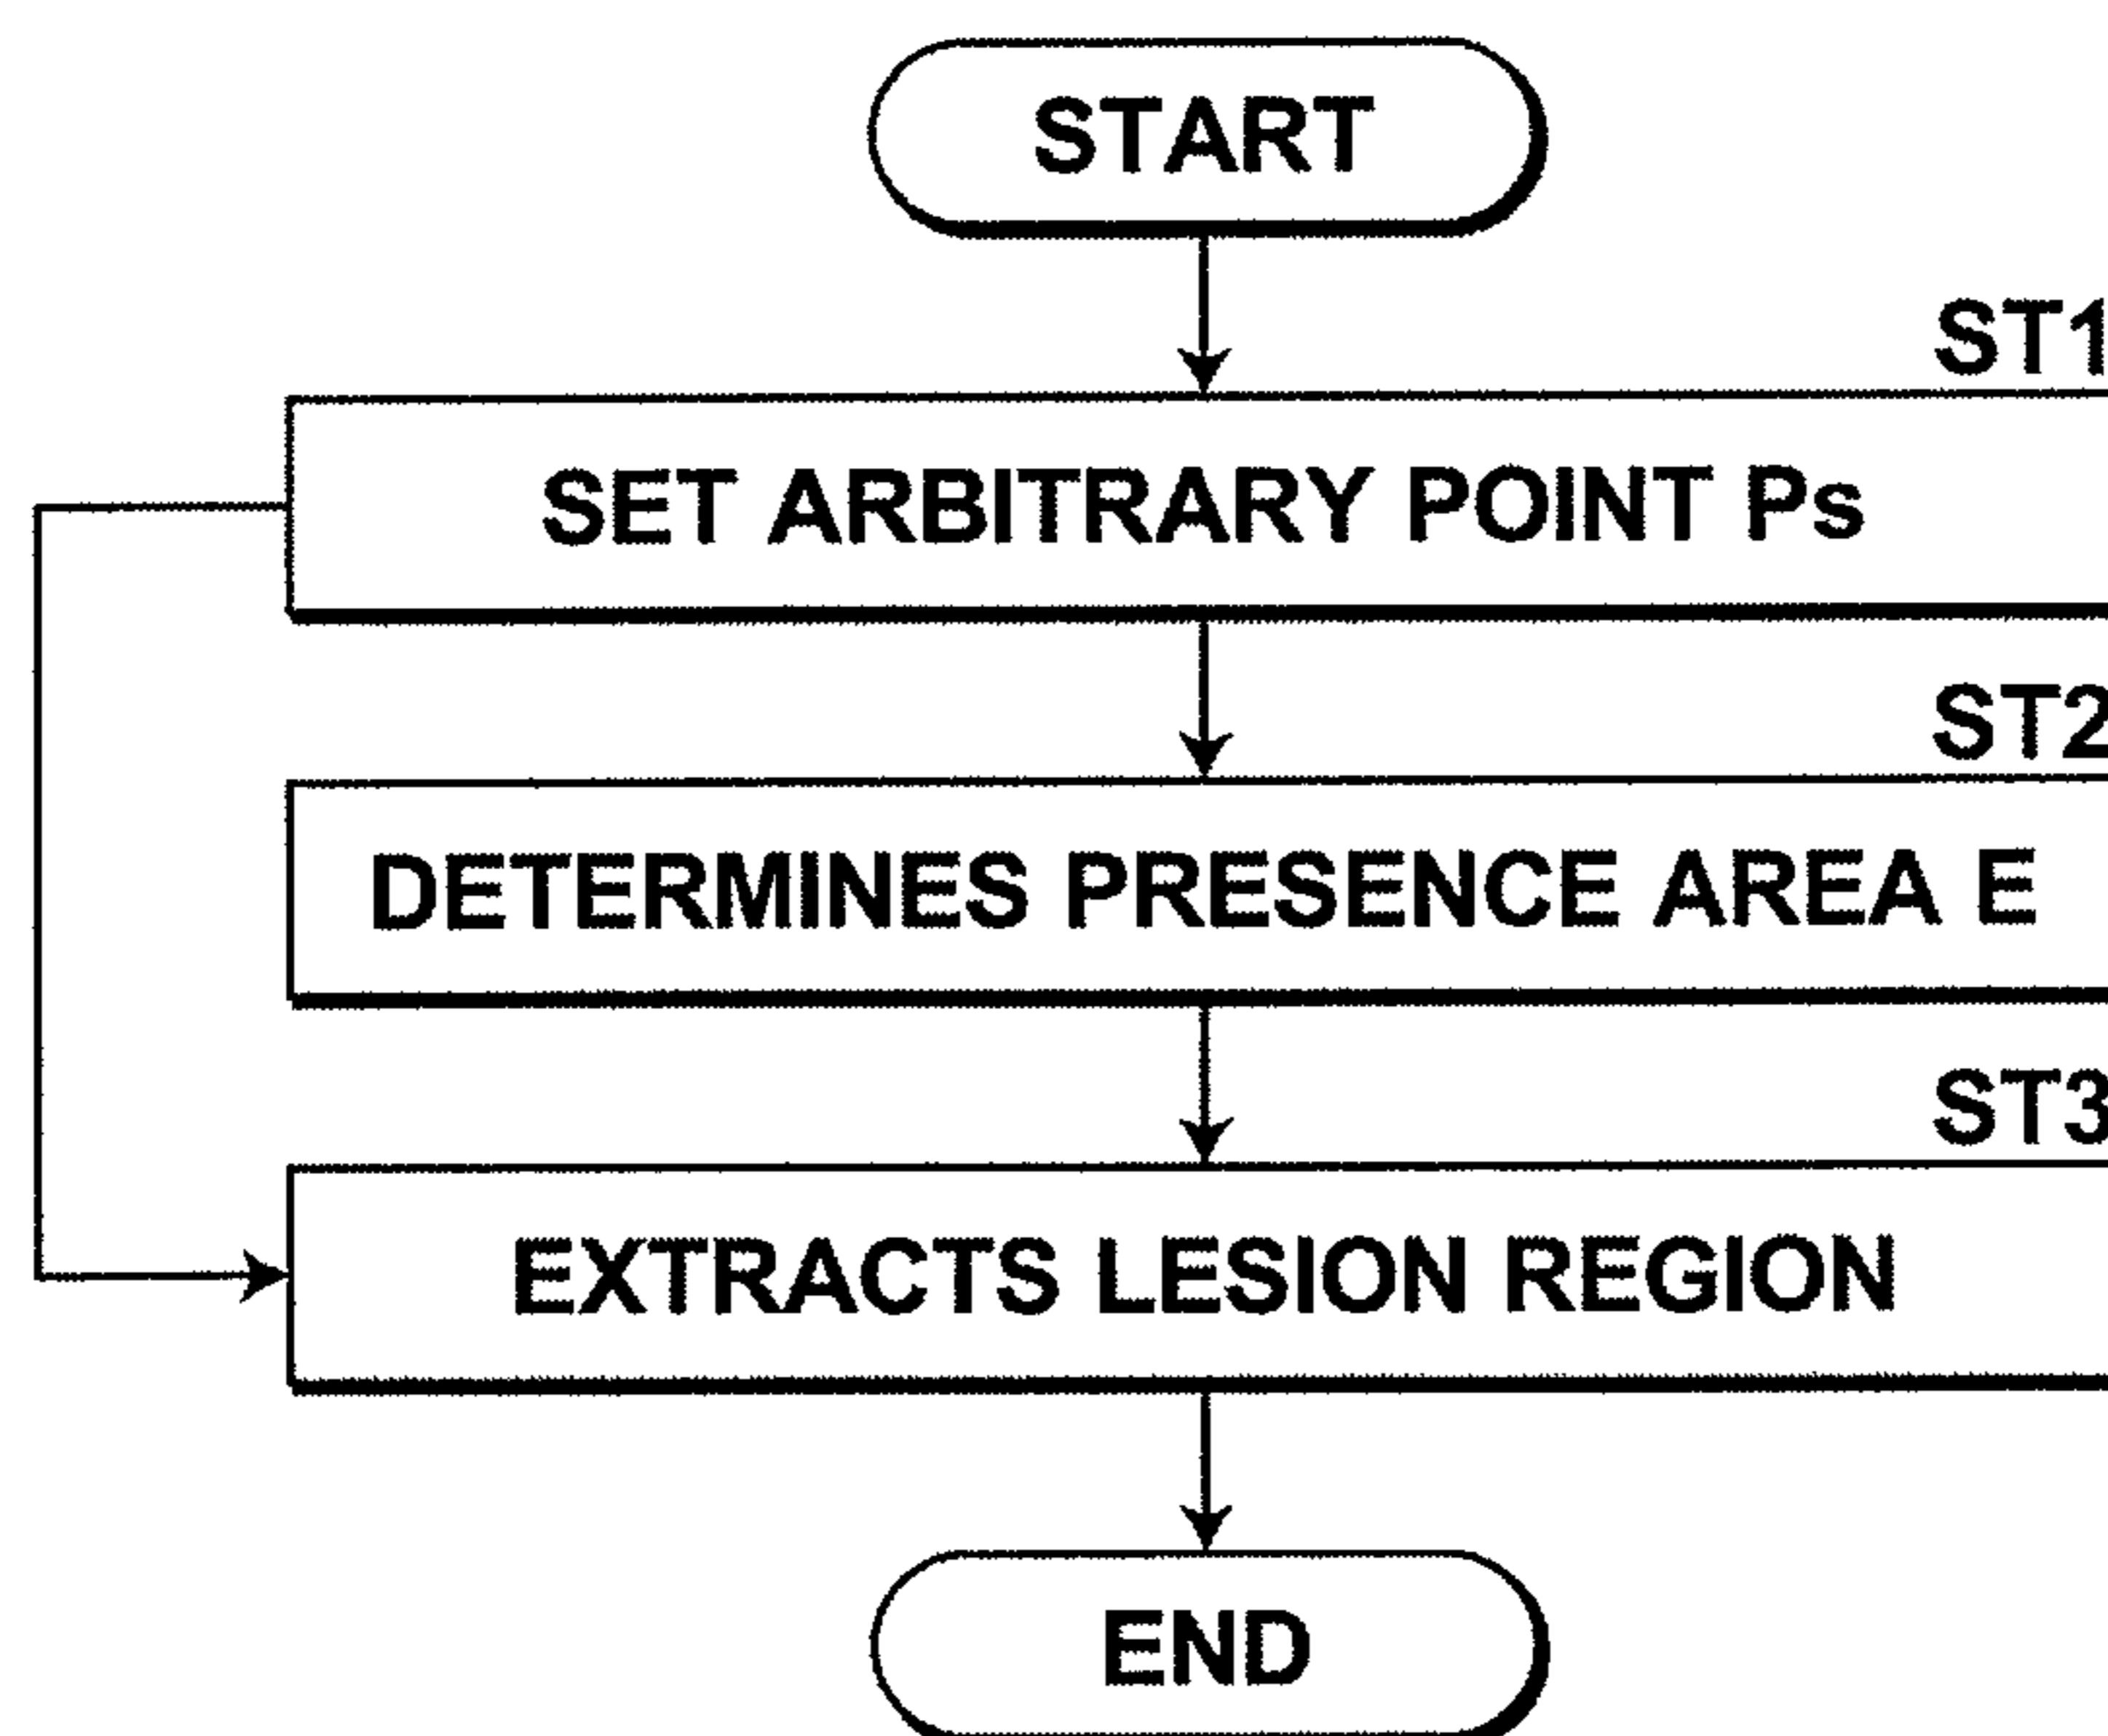 START
ST1
SET ARBITRARY POINT Ps
ST2
DETERMINES PRESENCE AREA E
ST3
EXTRACTS LESION REGION
END